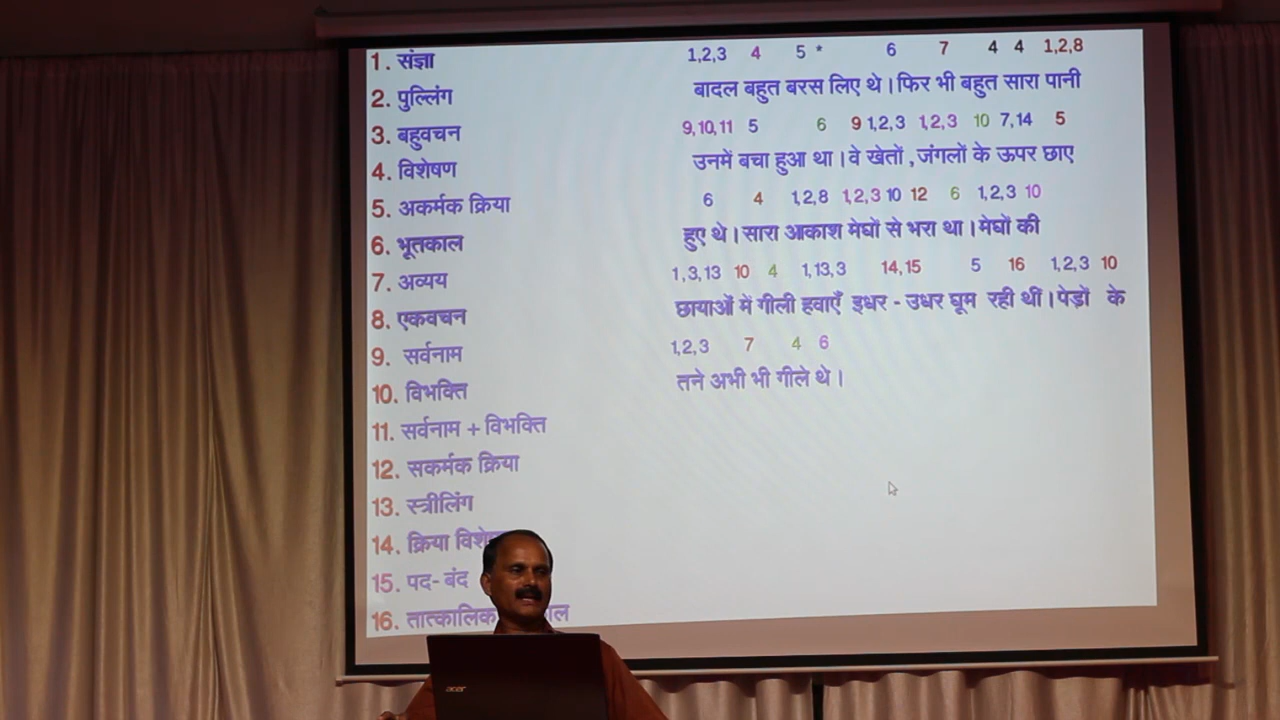 1. संज्ञा
2. पुल्लिंग
3. बहुवचन
4. विशेषण
5. अकर्मक क्रिया
6. भूतकाल
7. अव्यय
8. एकवचन
9. सर्वनाम
10. विभक्ति
11. सर्वनाम + विभक्ति
12. सकर्मक क्रिया
13. स्त्रीलिंग
14. क्रिया
15. पद- बंद
16. तात्कालिक
1,2,3 4 5 * 6 7 4 4 1,2,8
बादल बहुत बरस लिए थे । फिर भी बहुत सारा पानी
9,10,11 5 6 9 1,2,3 1,2,3 10 7,14 5
उनमें बचा हुआ था । वे खेतों , जंगलों के ऊपर छाए
6 4 1,2,8 1,2,3 10 12 6 1,2,3 10
हुए थे । सारा आकाश मेघों से भरा था । मेघों की
1,3,13 10 4 1,13,3 14,15 5 16 1,2,3 10
छायाओं में गीली हवाएँ इधर - उधर घूम रही थीं । पेड़ों के
1,2,3 7 4 6
तने अभी भी गीले थे ।
acer